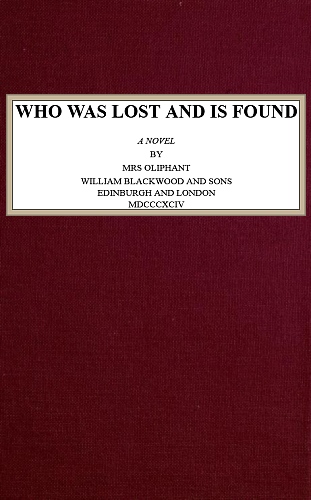 WHO WAS LOST AND IS FOUND
A NOVEL
BY
MRS OLIPHANT
WILLIAM BLACKWOOD AND SONS
EDINBURGH AND LONDON
MDCCCXCIV